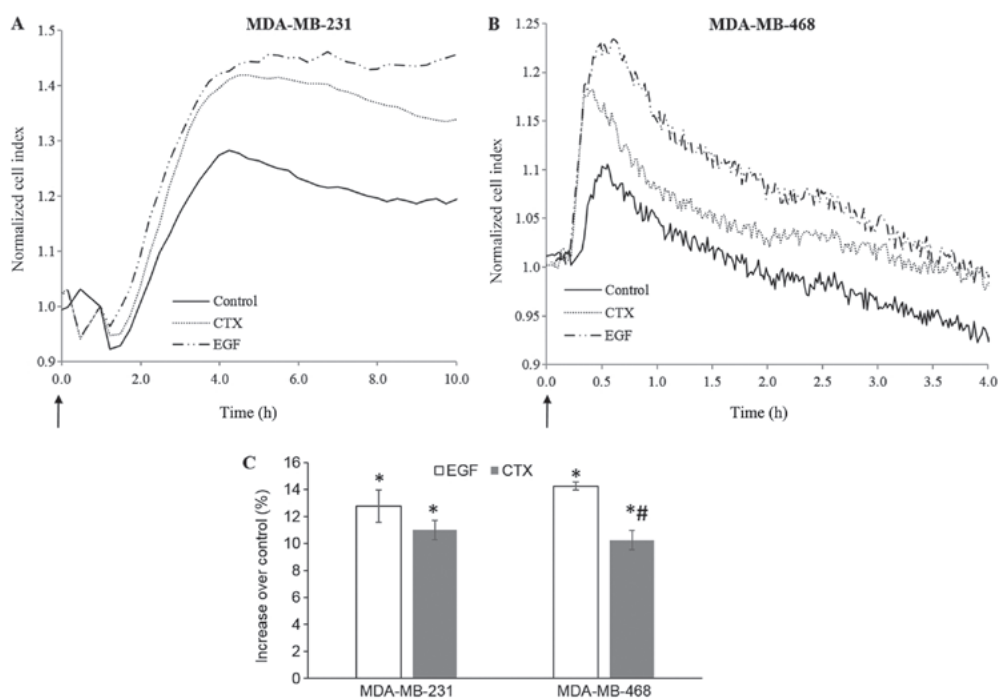 A
MDA-MB-231
Normalized cell index
1.5
1.4
1.3
1.2
1.1
1.0
0.9
Control
CTX
EGF
0.0 2.0 4.0 6.0 8.0 10.0
Time (h)
B
MDA-MB-468
Normalized cell index
1.25
1.2
1.15
1.1
1.05
1.0
0.95
0.9
Control
CTX
EGF
0.0 0.5 1.0 1.5 2.0 2.5 3.0 3.5 4.0
Time (h)
C
Increase over control (%)
16
14
12
10
8
6
4
2
0
EGF CTX
* * * *#
MDA-MB-231 MDA-MB-468